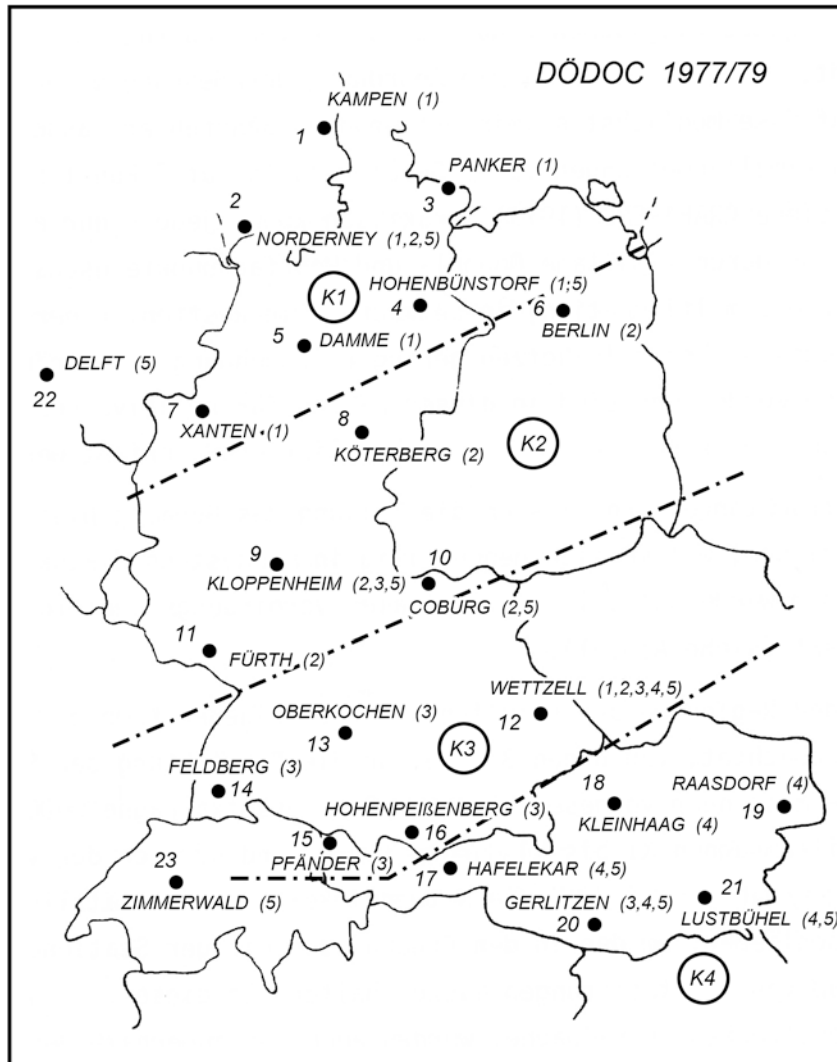 DÖDOC 1977/79
KAMPEN (1)
1
PANKER (1)
3
2
NORDERNEY (1,2,5)
K1
HOHENBÜNSTORF (1;5)
4
6
BERLIN (2)
5
DAMME (1)
DELFT (5)
22
7
XANTEN (1)
8
KÖTERBERG (2)
K2
9
KLOPPENHEIM (2,3,5)
10
COBURG (2,5)
11
FÜRTH (2)
WETTZELL (1,2,3,4,5)
12
OBERKOCHEN (3)
13
K3
FELDBERG (3)
14
HOHENPEIßENBERG (3)
16
15
PFÄNDER (3)
18
KLEINHAAG (4)
RAASDORF (4)
19
23
ZIMMERWALD (5)
17
HAFELEKAR (4,5)
GERLITZEN (3,4,5)
20
21
LUSTBÜHEL (4,5)
K4